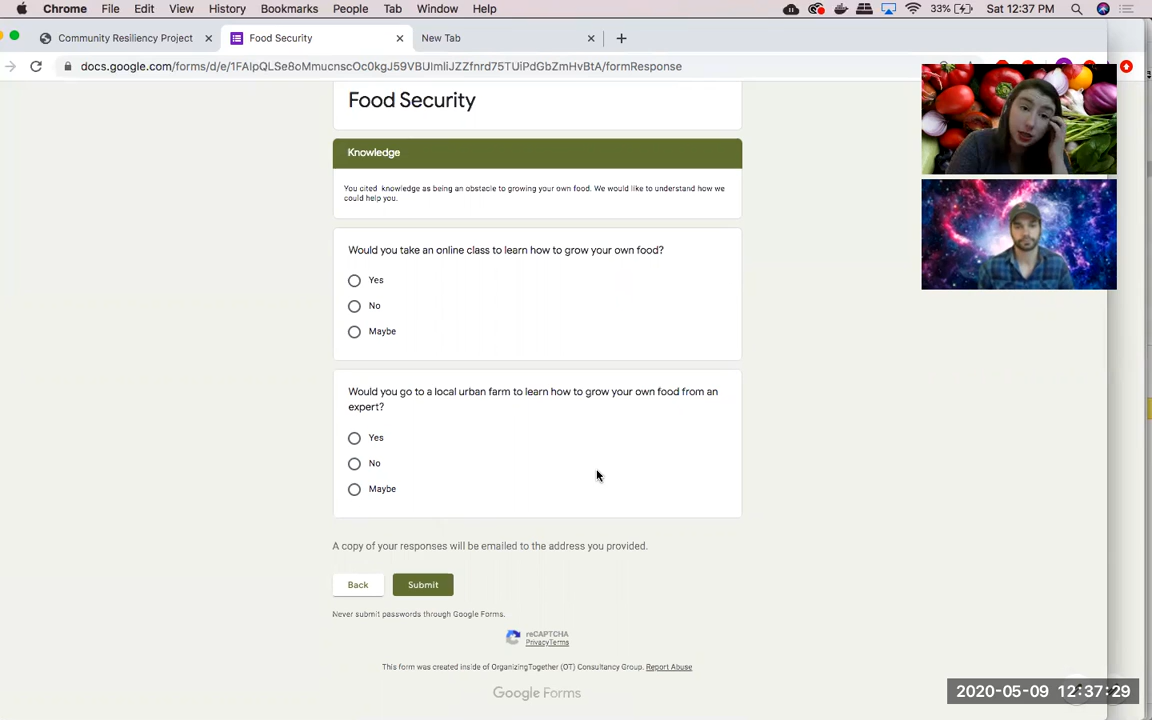 Chrome File Edit View History Bookmarks People Tab Window Help 33% Sat 12:37 PM
Community Resiliency Project Food Security New Tab
docs.google.com/forms/d/e/1FAIpQLSe8oMmucnscOc0kgJ59VBUImliJZZfnrd75TUiPdGbZmHvBtA/formResponse
Food Security
Knowledge
You cited knowledge as being an obstacle to growing your own food. We would like to understand how we
could help you.
Would you take an online class to learn how to grow your own food?
Yes
No
Maybe
Would you go to a local urban farm to learn how to grow your own food from an
expert?
Yes
No
Maybe
A copy of your responses will be emailed to the address you provided.
Back Submit
Never submit passwords through Google Forms.
reCAPTCHA
PrivacyTerms
This form was created inside of OrganizingTogether (OT) Consultancy Group. Report Abuse
Google Forms
2020-05-09 12:37:29